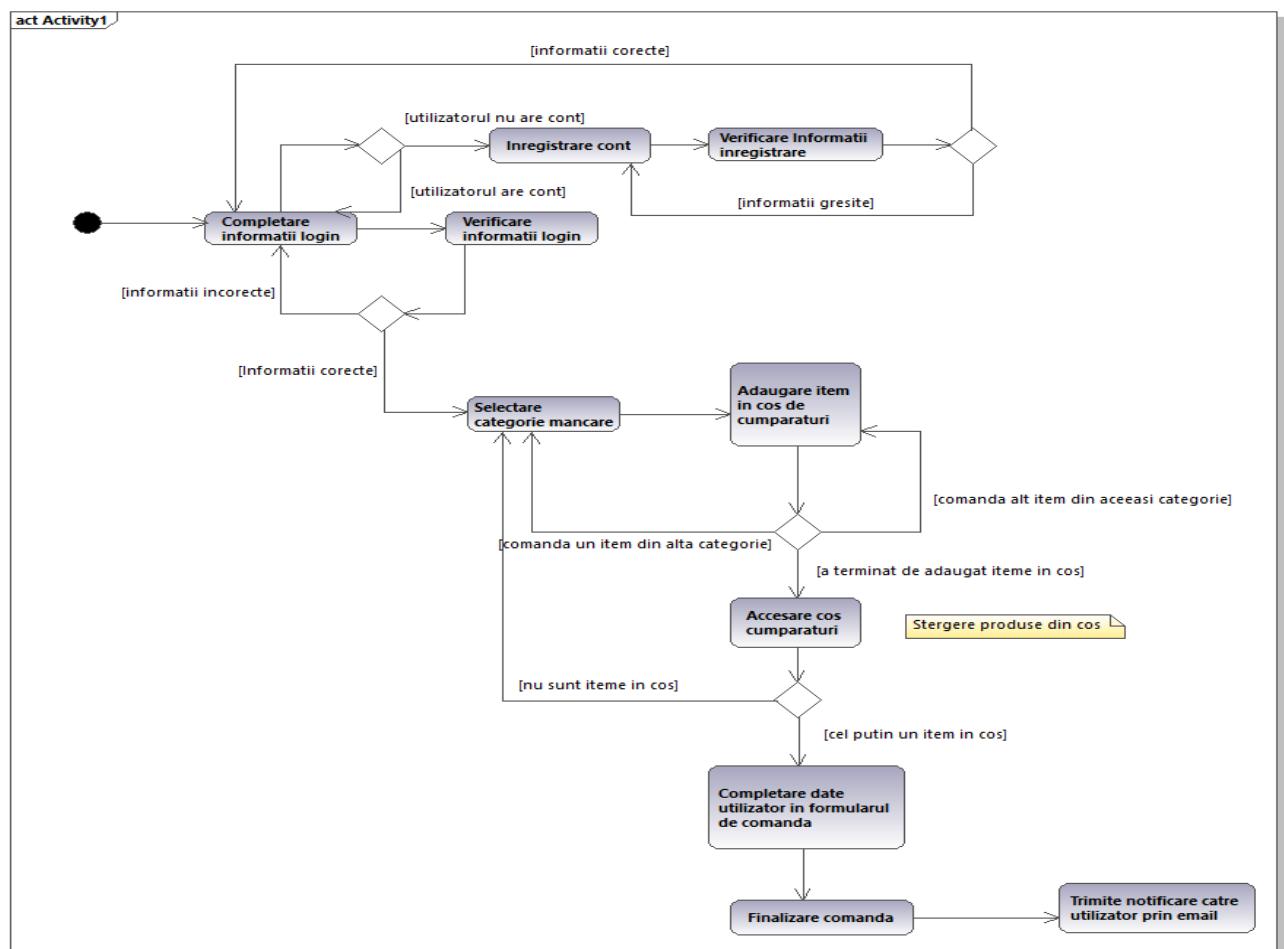 act Activity1
[informatii corecte]
[utilizatorul nu are cont]
Inregistrare cont
Verificare Informatii
inregistrare
[utilizatorul are cont]
[informatii gresite]
Completare
informatii login
Verificare
informatii login
[informatii incorecte]
[Informatii corecte]
Selectare
categorie mancare
Adaugare item
in cos de
cumparaturi
[comanda alt item din aceeasi categorie]
[comanda un item din alta categorie]
[a terminat de adaugat iteme in cos]
Accesare cos
cumparaturi
Stergere produse din cos
[nu sunt iteme in cos]
[cel putin un item in cos]
Completare date
utilizator in formularul
de comanda
Finalizare comanda
Trimite notificare catre
utilizator prin email